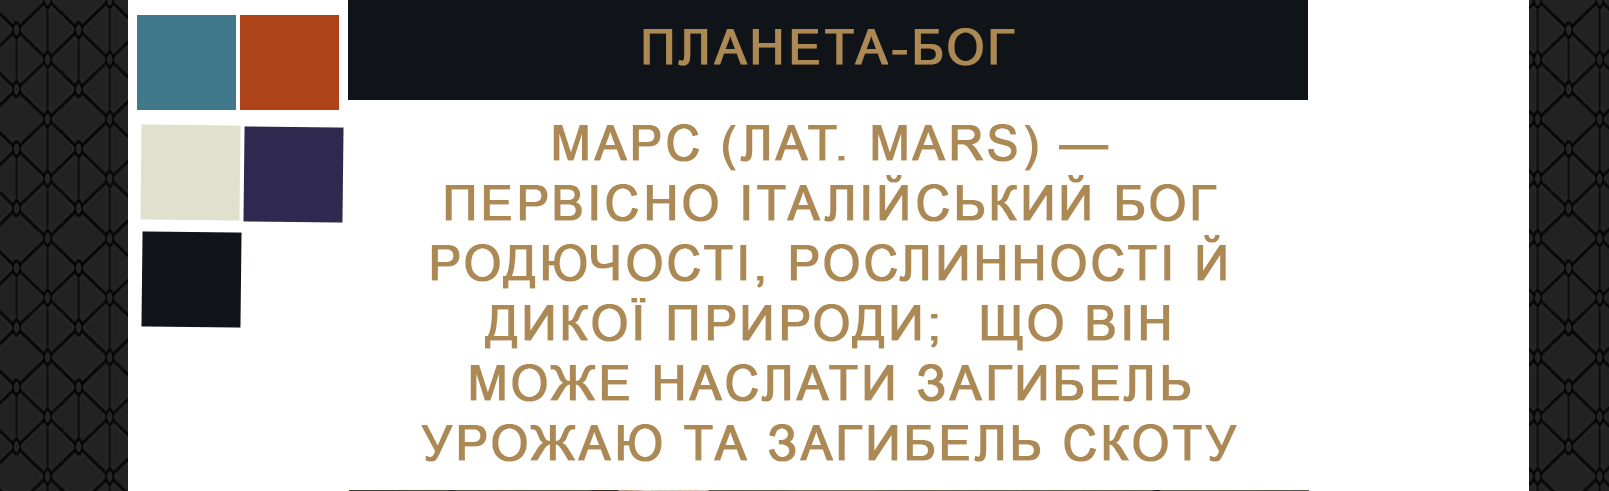 ПЛАНЕТА-БОГ
МАРС (ЛАТ. MARS) —
ПЕРВІСНО ІТАЛІЙСЬКИЙ БОГ
РОДЮЧОСТІ, РОСЛИННОСТІ Й
ДИКОЇ ПРИРОДИ;  ЩО ВІН
МОЖЕ НАСЛАТИ ЗАГИБЕЛЬ
УРОЖАЮ ТА ЗАГИБЕЛЬ СКОТУ